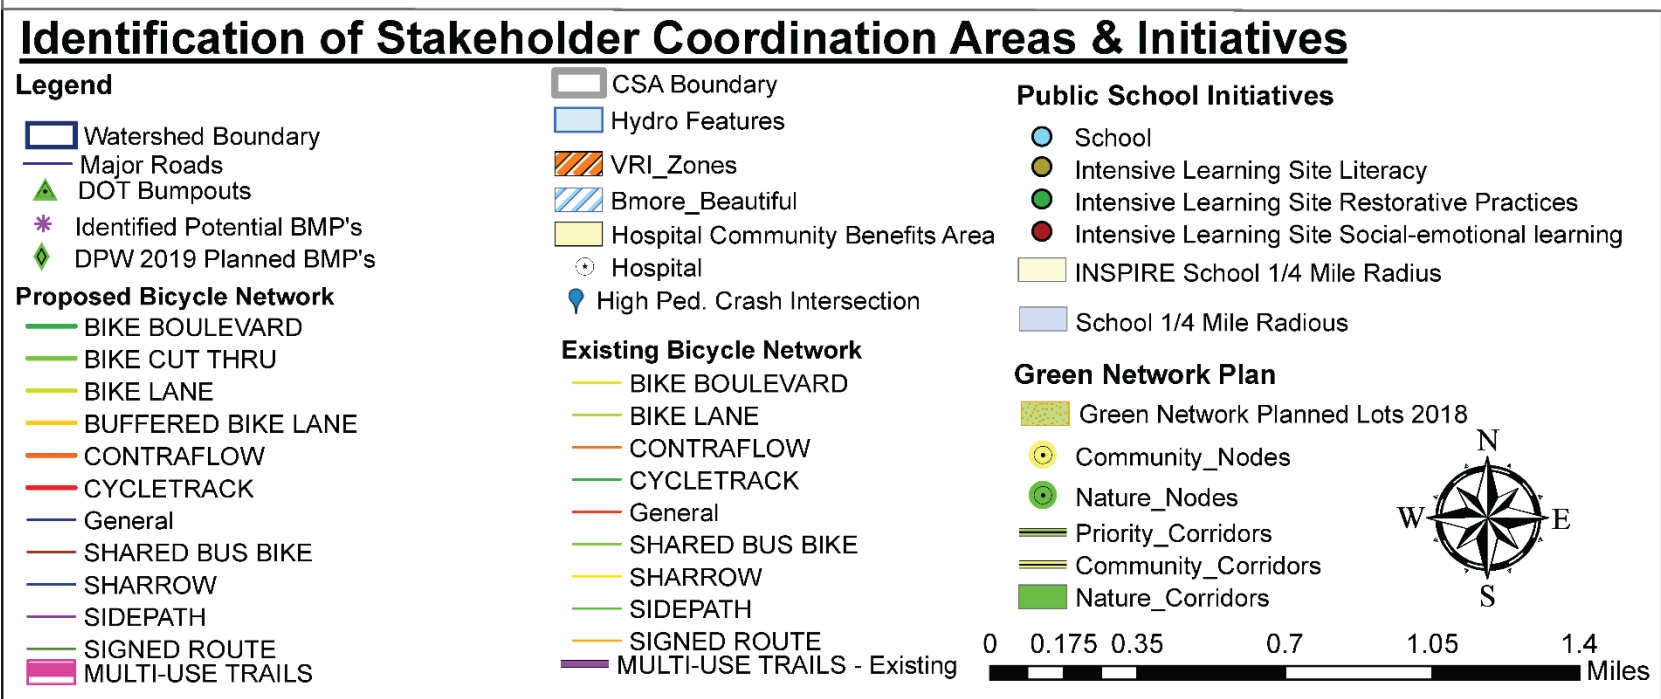 Identification of Stakeholder Coordination Areas & Initiatives
Legend
Watershed Boundary
Major Roads
DOT Bumpouts
Identified Potential BMP's
DPW 2019 Planned BMP's
Proposed Bicycle Network
BIKE BOULEVARD
BIKE CUT THRU
BIKE LANE
BUFFERED BIKE LANE
CONTRAFLOW
CYCLETRACK
General
SHARED BUS BIKE
SHARROW
SIDEPATH
SIGNED ROUTE
MULTI-USE TRAILS
CSA Boundary
Hydro Features
VRI_Zones
Bmore_Beautiful
Hospital Community Benefits Area
Hospital
High Ped. Crash Intersection
Existing Bicycle Network
BIKE BOULEVARD
BIKE LANE
CONTRAFLOW
CYCLETRACK
General
SHARED BUS BIKE
SHARROW
SIDEPATH
SIGNED ROUTE
MULTI-USE TRAILS - Existing
Public School Initiatives
School
Intensive Learning Site Literacy
Intensive Learning Site Restorative Practices
Intensive Learning Site Social-emotional learning
INSPIRE School 1/4 Mile Radius
School 1/4 Mile Radious
Green Network Plan
Green Network Planned Lots 2018
Community_Nodes
Nature_Nodes
Priority_Corridors
Community_Corridors
Nature_Corridors
N
W E
S
0 0.175 0.35 0.7 1.05 1.4
Miles